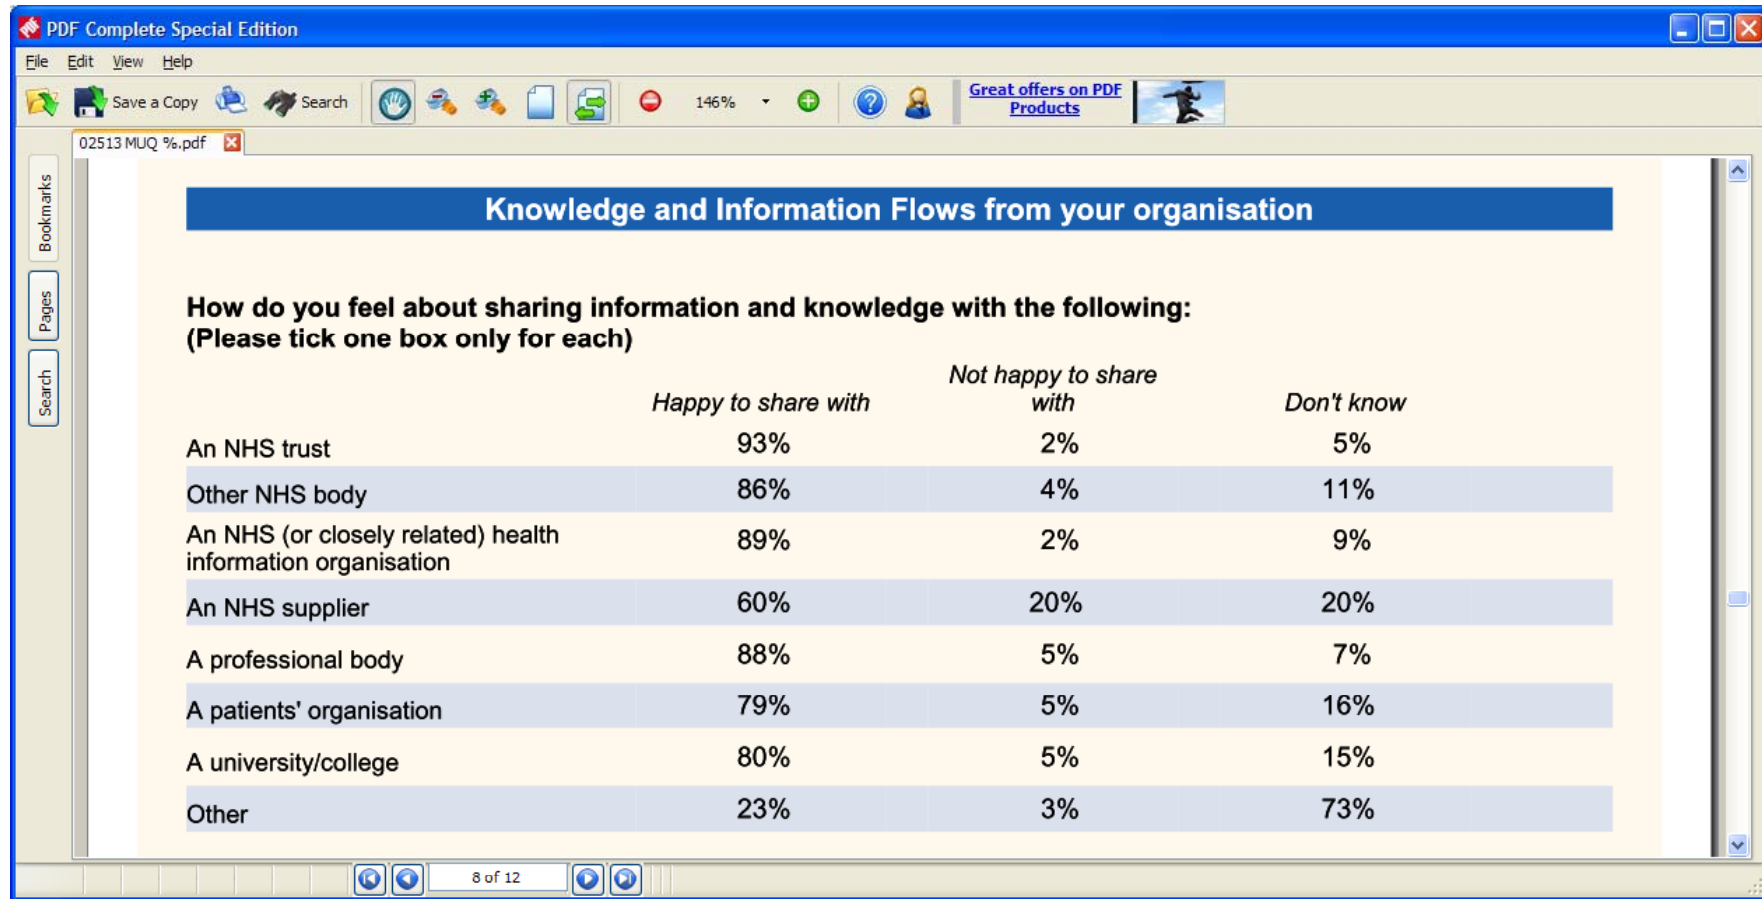 PDF Complete Special Edition
File Edit View Help
Save a Copy Search 146% Great offers on PDF
Products
02513 MUQ %.pdf
Bookmarks
Pages
Search
Knowledge and Information Flows from your organisation
How do you feel about sharing information and knowledge with the following:
(Please tick one box only for each)
Not happy to share
Happy to share with with Don't know
An NHS trust 93% 2% 5%
Other NHS body 86% 4% 11%
An NHS (or closely related) health
information organisation 89% 2% 9%
An NHS supplier 60% 20% 20%
A professional body 88% 5% 7%
A patients' organisation 79% 5% 16%
A university/college 80% 5% 15%
Other 23% 3% 73%
8 of 12